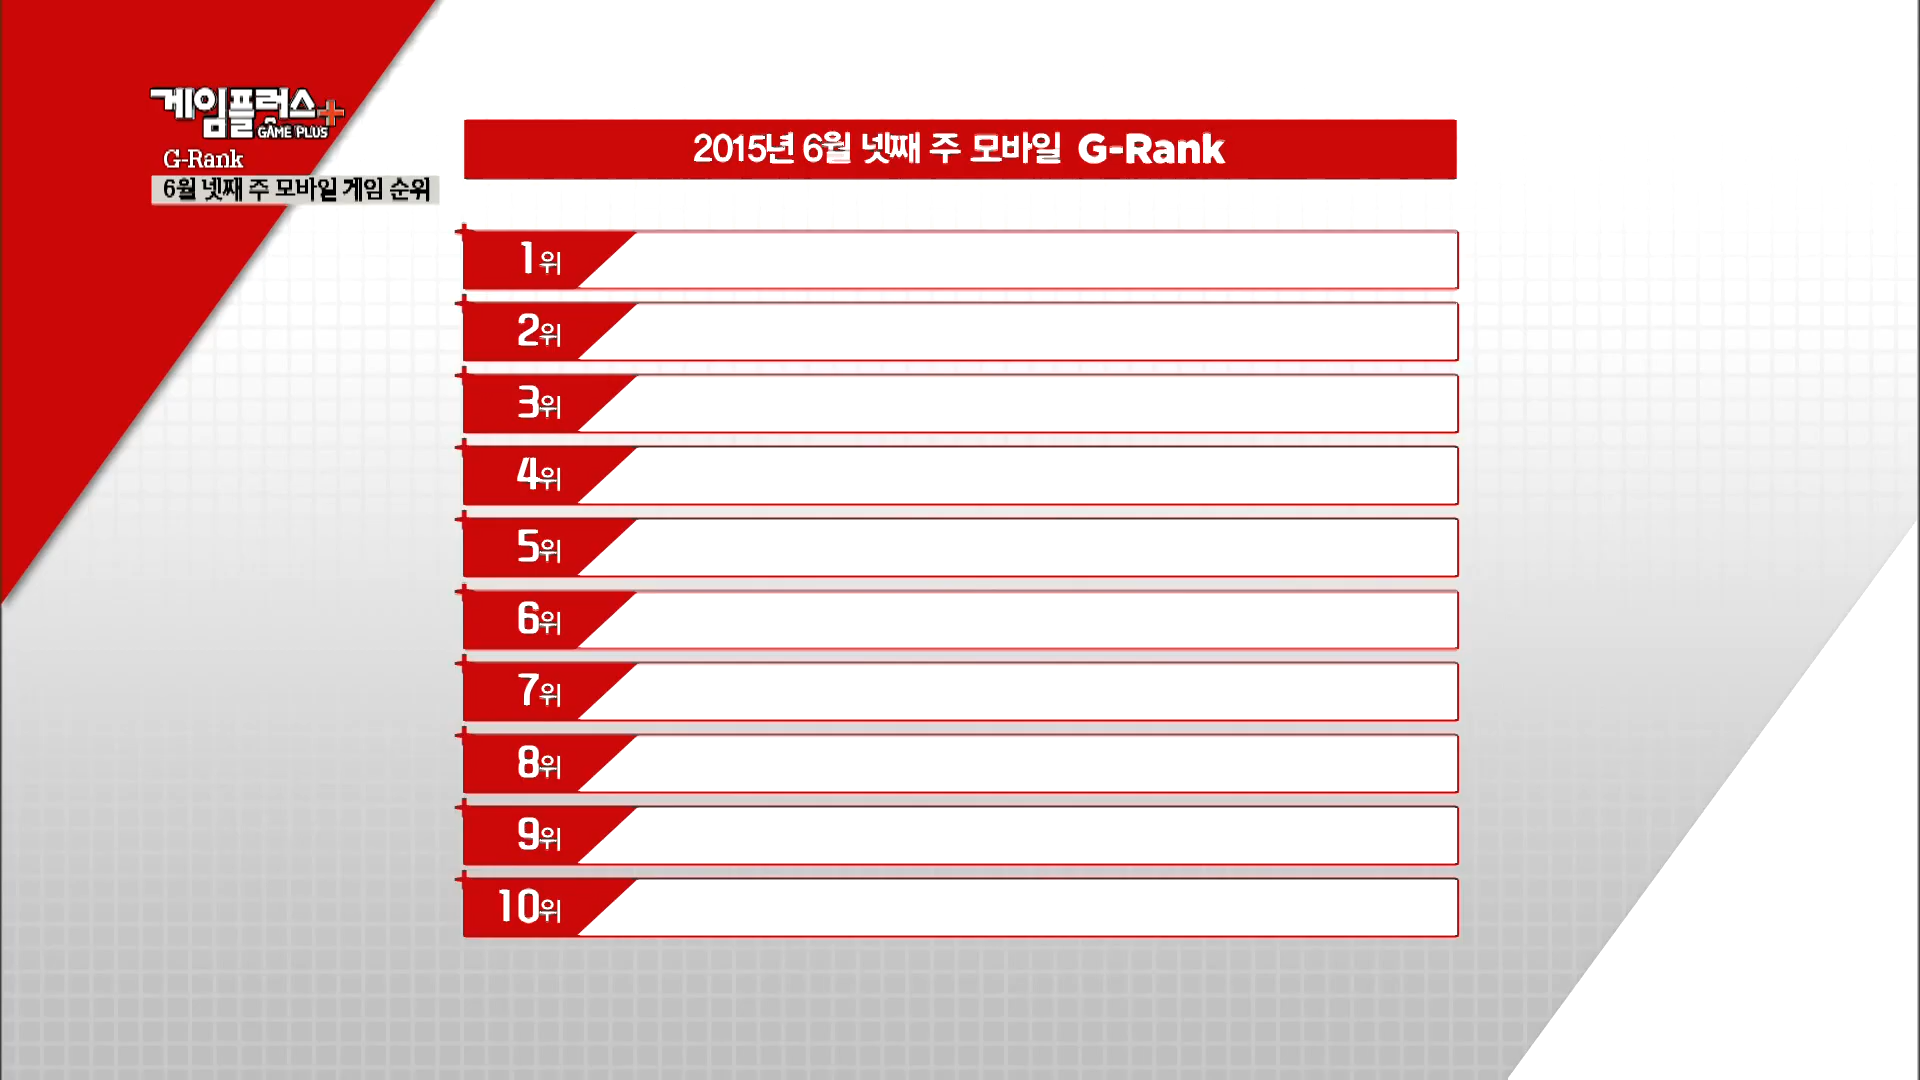 게임플러스+
GAME PLUS
G-Rank
6월 넷째 주 모바일 게임 순위
2015년 6월 넷째 주 모바일 G-Rank
1위
2위
3위
4위
5위
6위
7위
8위
9위
10위